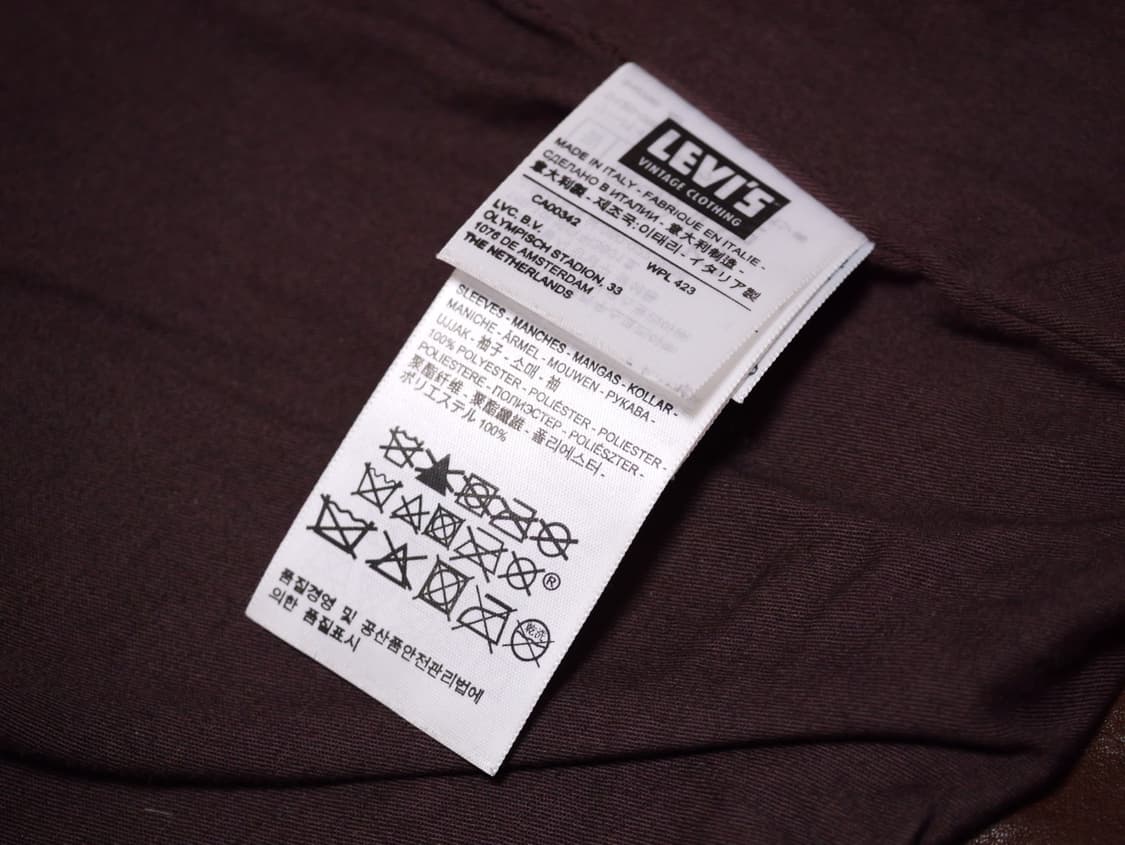 LEVI'S
VINTAGE CLOTHING
MADE IN ITALY - FABRIQUE EN ITALIE -
СДЕЛАНО В ИТАЛИИ - 意大利制造 -
意大利製 - 제조국:이태리 - イタリア製
CA00342 WPL 423
LVC. B.V.
OLYMPISCH STADION, 33
1076 DE AMSTERDAM
THE NETHERLANDS
SLEEVES - MANCHES - MANGAS - KOLLAR -
MANICHE - ÄRMEL - MOUWEN - РУКАВА -
UJJAK - 袖子 - 소매 - 袖
100% POLYESTER - POLIÉSTER - POLIESTER -
POLIESTERE - ПОЛИЭСТЕР - POLIÉSZTER -
聚酯纤维 - 聚酯纖維 - 폴리에스터 -
ポリエステル 100%
®
乾洗
품질경영 및 공산품안전관리법에
의한 품질표시